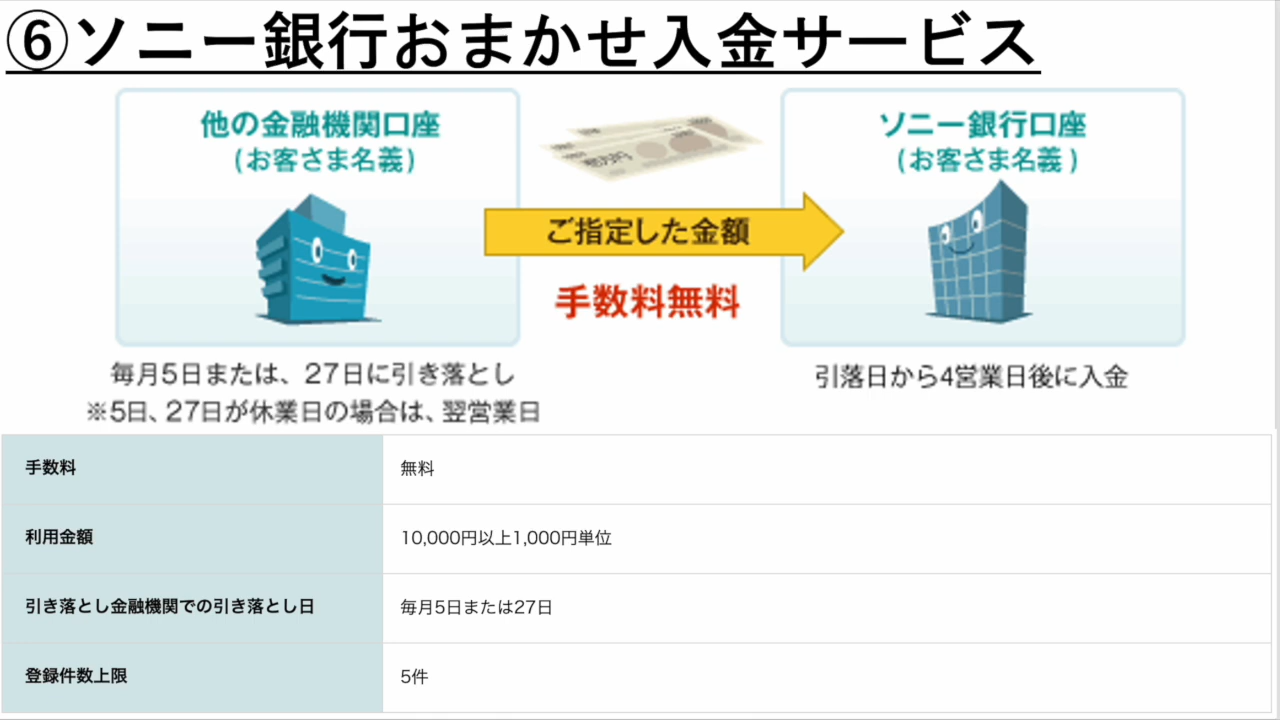 ⑥ソニー銀行おまかせ入金サービス
他の金融機関口座
(お客さま名義)
ご指定した金額
手数料無料
ソニー銀行口座
(お客さま名義)
毎月5日または、27日に引き落とし
※5日、27日が休業日の場合は、翌営業日
引落日から4営業日後に入金
手数料
無料
利用金額
10,000円以上1,000円単位
引き落とし金融機関での引き落とし日
毎月5日または27日
登録件数上限
5件